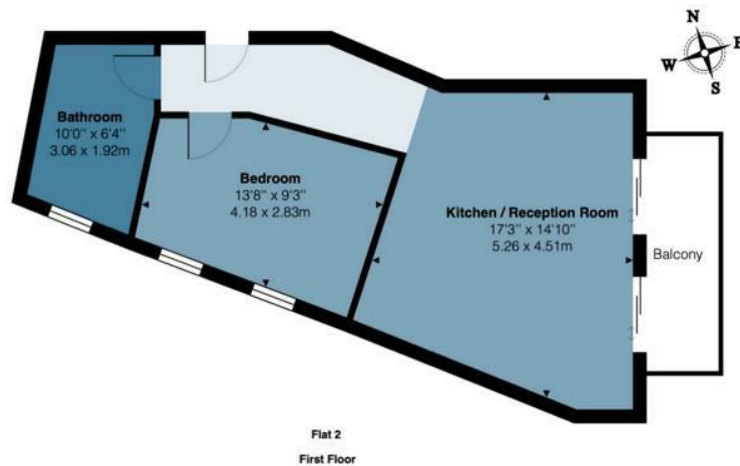 N
W E
S
Bathroom
10'0'' x 6'4''
3.06 x 1.92m
Bedroom
13'8'' x 9'3''
4.18 x 2.83m
Kitchen / Reception Room
17'3'' x 14'10''
5.26 x 4.51m
Balcony
Flat 2
First Floor